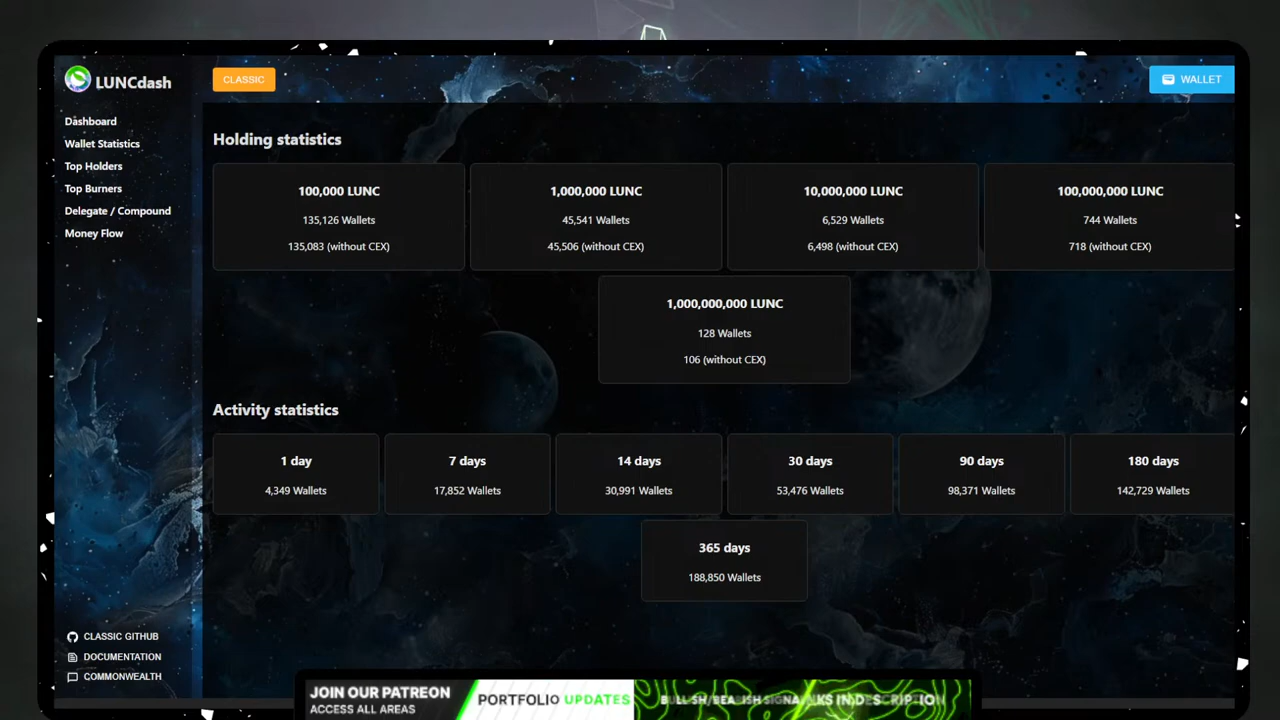 LUNCdash
CLASSIC
WALLET
Dashboard
Wallet Statistics
Top Holders
Top Burners
Delegate / Compound
Money Flow
Holding statistics
100,000 LUNC
135,126 Wallets
135,083 (without CEX)
1,000,000 LUNC
45,541 Wallets
45,506 (without CEX)
10,000,000 LUNC
6,529 Wallets
6,498 (without CEX)
100,000,000 LUNC
744 Wallets
718 (without CEX)
1,000,000,000 LUNC
128 Wallets
106 (without CEX)
Activity statistics
1 day
4,349 Wallets
7 days
17,852 Wallets
14 days
30,991 Wallets
30 days
53,476 Wallets
90 days
98,371 Wallets
180 days
142,729 Wallets
365 days
188,850 Wallets
CLASSIC GITHUB
DOCUMENTATION
COMMONWEALTH
JOIN OUR PATREON
ACCESS ALL AREAS
PORTFOLIO UPDATES